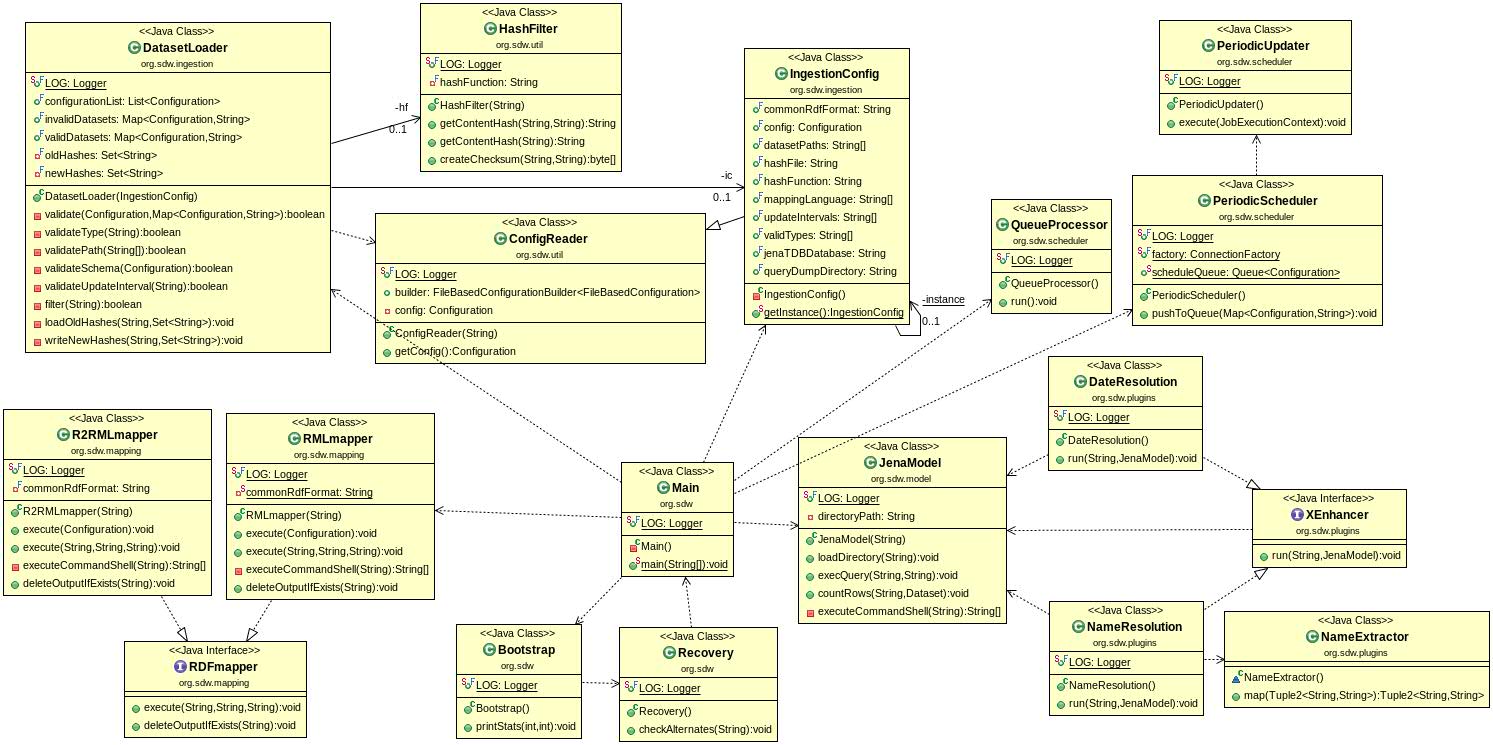 <<Java Class>>
DatasetLoader
org.sdw.ingestion
LOG: Logger
configurationList: List<Configuration>
invalidDatasets: Map<Configuration,String>
validDatasets: Map<Configuration,String>
oldHashes: Set<String>
newHashes: Set<String>
DatasetLoader(IngestionConfig)
validate(Configuration,Map<Configuration,String>):boolean
validateType(String):boolean
validatePath(String[]):boolean
validateSchema(Configuration):boolean
validateUpdateInterval(String):boolean
filter(String):boolean
loadOldHashes(String,Set<String>):void
writeNewHashes(String,Set<String>):void
-hf
0..1
<<Java Class>>
HashFilter
org.sdw.util
LOG: Logger
hashFunction: String
HashFilter(String)
getContentHash(String,String):String
getContentHash(String):String
createChecksum(String,String):byte[]
-ic
0..1
<<Java Class>>
ConfigReader
org.sdw.util
LOG: Logger
builder: FileBasedConfigurationBuilder<FileBasedConfiguration>
config: Configuration
ConfigReader(String)
getConfig():Configuration
<<Java Class>>
IngestionConfig
org.sdw.ingestion
commonRdfFormat: String
config: Configuration
datasetPaths: String[]
hashFile: String
hashFunction: String
mappingLanguage: String[]
updateIntervals: String[]
validTypes: String[]
jenaTDBDatabase: String
queryDumpDirectory: String
IngestionConfig()
getInstance():IngestionConfig
-instance
0..1
<<Java Class>>
QueueProcessor
org.sdw.scheduler
LOG: Logger
QueueProcessor()
run():void
<<Java Class>>
PeriodicUpdater
org.sdw.scheduler
LOG: Logger
PeriodicUpdater()
execute(JobExecutionContext):void
<<Java Class>>
PeriodicScheduler
org.sdw.scheduler
LOG: Logger
factory: ConnectionFactory
scheduleQueue: Queue<Configuration>
PeriodicScheduler()
pushToQueue(Map<Configuration,String>):void
<<Java Class>>
R2RMLmapper
org.sdw.mapping
LOG: Logger
commonRdfFormat: String
R2RMLmapper(String)
execute(Configuration):void
execute(String,String,String):void
executeCommandShell(String):String[]
deleteOutputIfExists(String):void
<<Java Class>>
RMLmapper
org.sdw.mapping
LOG: Logger
commonRdfFormat: String
RMLmapper(String)
execute(Configuration):void
execute(String,String,String):void
executeCommandShell(String):String[]
deleteOutputIfExists(String):void
<<Java Interface>>
RDFmapper
org.sdw.mapping
execute(String,String,String):void
deleteOutputIfExists(String):void
<<Java Class>>
Main
org.sdw
LOG: Logger
Main()
main(String[]):void
<<Java Class>>
Bootstrap
org.sdw
LOG: Logger
Bootstrap()
printStats(int,int):void
<<Java Class>>
Recovery
org.sdw
LOG: Logger
Recovery()
checkAlternates(String):void
<<Java Class>>
JenaModel
org.sdw.model
LOG: Logger
directoryPath: String
JenaModel(String)
loadDirectory(String):void
execQuery(String,String):void
countRows(String,Dataset):void
executeCommandShell(String):String[]
<<Java Class>>
DateResolution
org.sdw.plugins
LOG: Logger
DateResolution()
run(String,JenaModel):void
<<Java Interface>>
XEnhancer
org.sdw.plugins
run(String,JenaModel):void
<<Java Class>>
NameResolution
org.sdw.plugins
LOG: Logger
NameResolution()
run(String,JenaModel):void
<<Java Class>>
NameExtractor
org.sdw.plugins
NameExtractor()
map(Tuple2<String,String>):Tuple2<String,String>